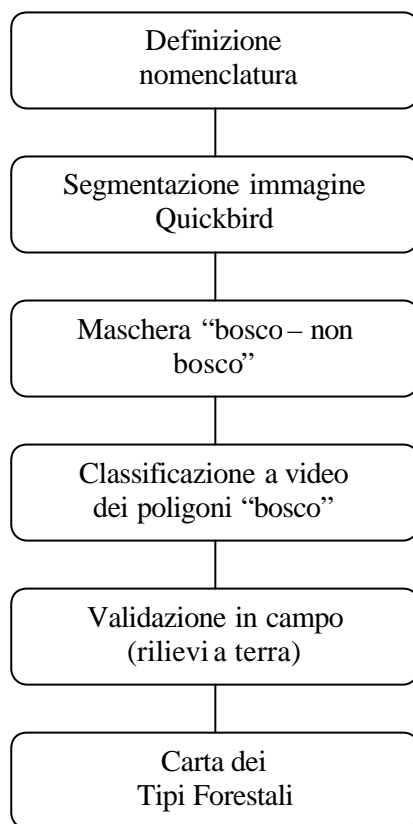 Definizione
nomenclatura
Segmentazione immagine
Quickbird
Maschera “bosco – non
bosco”
Classificazione a video
dei poligoni “bosco”
Validazione in campo
(rilievi a terra)
Carta dei
Tipi Forestali